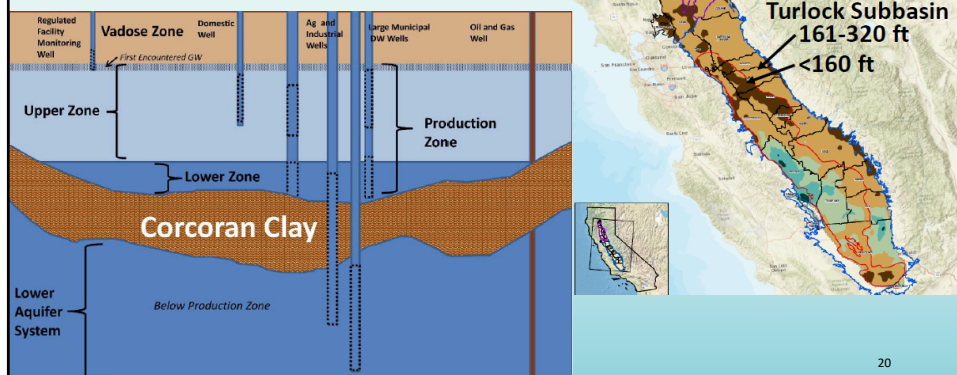 Regulated
Facility
Monitoring
Well
Vadose Zone
Domestic
Well
Ag and
Industrial
Wells
Large Municipal
DW Wells
Oil and Gas
Well
First Encountered GW
Upper Zone
Production
Zone
Lower Zone
Corcoran Clay
Lower
Aquifer
System
Below Production Zone
Turlock Subbasin
161-320 ft
<160 ft
20